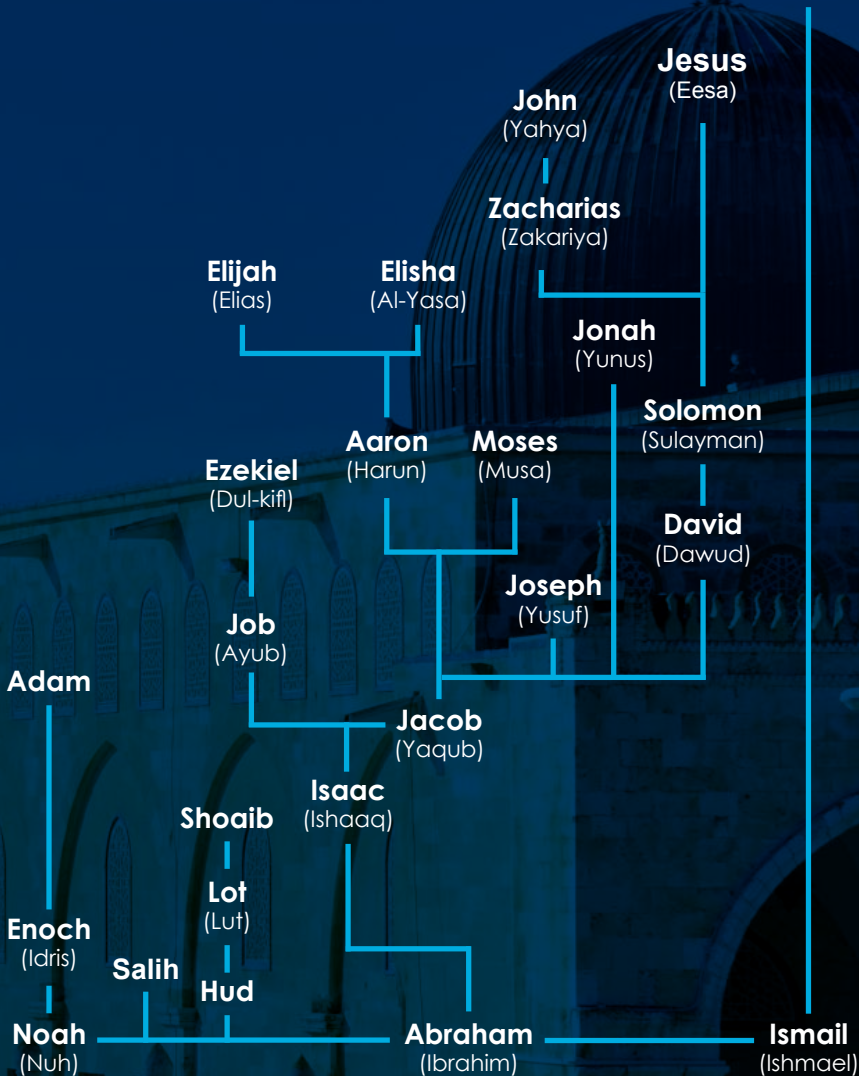 Jesus
(Eesa)
John
(Yahya)
Zacharias
(Zakariya)
Elijah
(Elias)
Elisha
(Al-Yasa)
Jonah
(Yunus)
Solomon
(Sulayman)
Aaron
(Harun)
Moses
(Musa)
Ezekiel
(Dul-kifl)
David
(Dawud)
Joseph
(Yusuf)
Job
(Ayub)
Adam
Jacob
(Yaqub)
Isaac
(Ishaaq)
Shoaib
Lot
(Lut)
Enoch
(Idris)
Salih
Hud
Noah
(Nuh)
Abraham
(Ibrahim)
Ismail
(Ishmael)